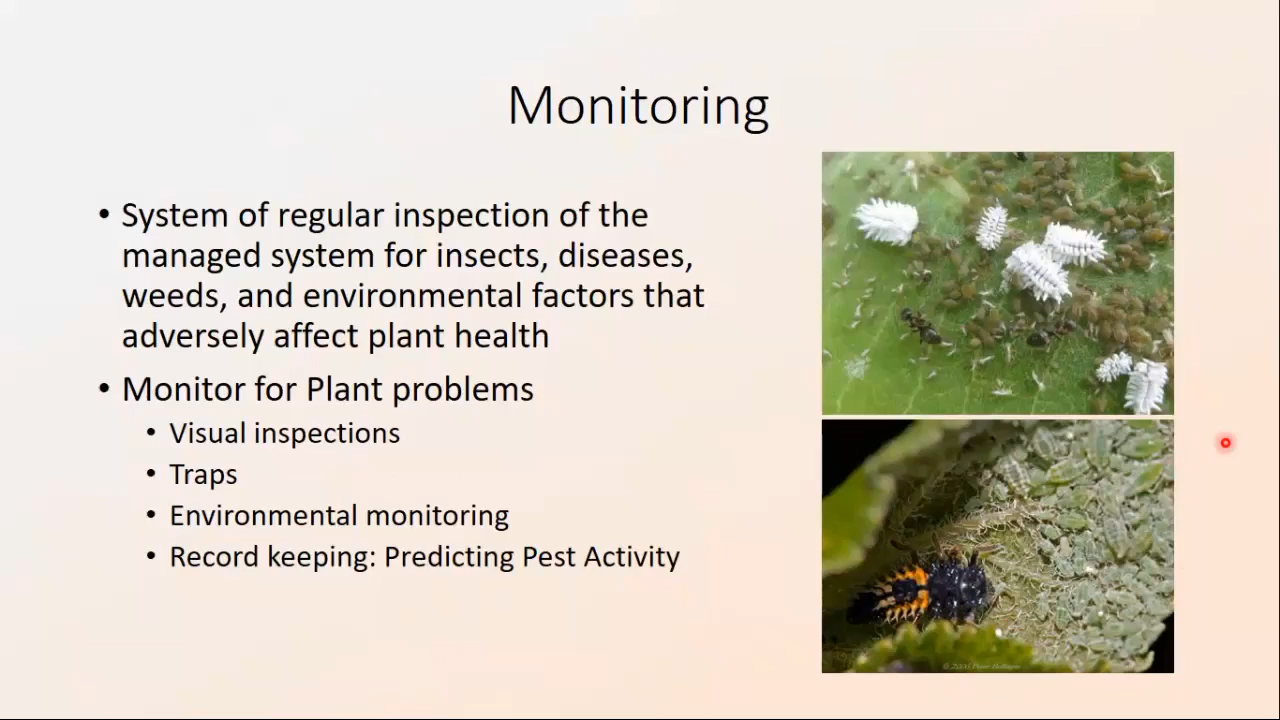 Monitoring
• System of regular inspection of the
managed system for insects, diseases,
weeds, and environmental factors that
adversely affect plant health
• Monitor for Plant problems
• Visual inspections
• Traps
• Environmental monitoring
• Record keeping: Predicting Pest Activity